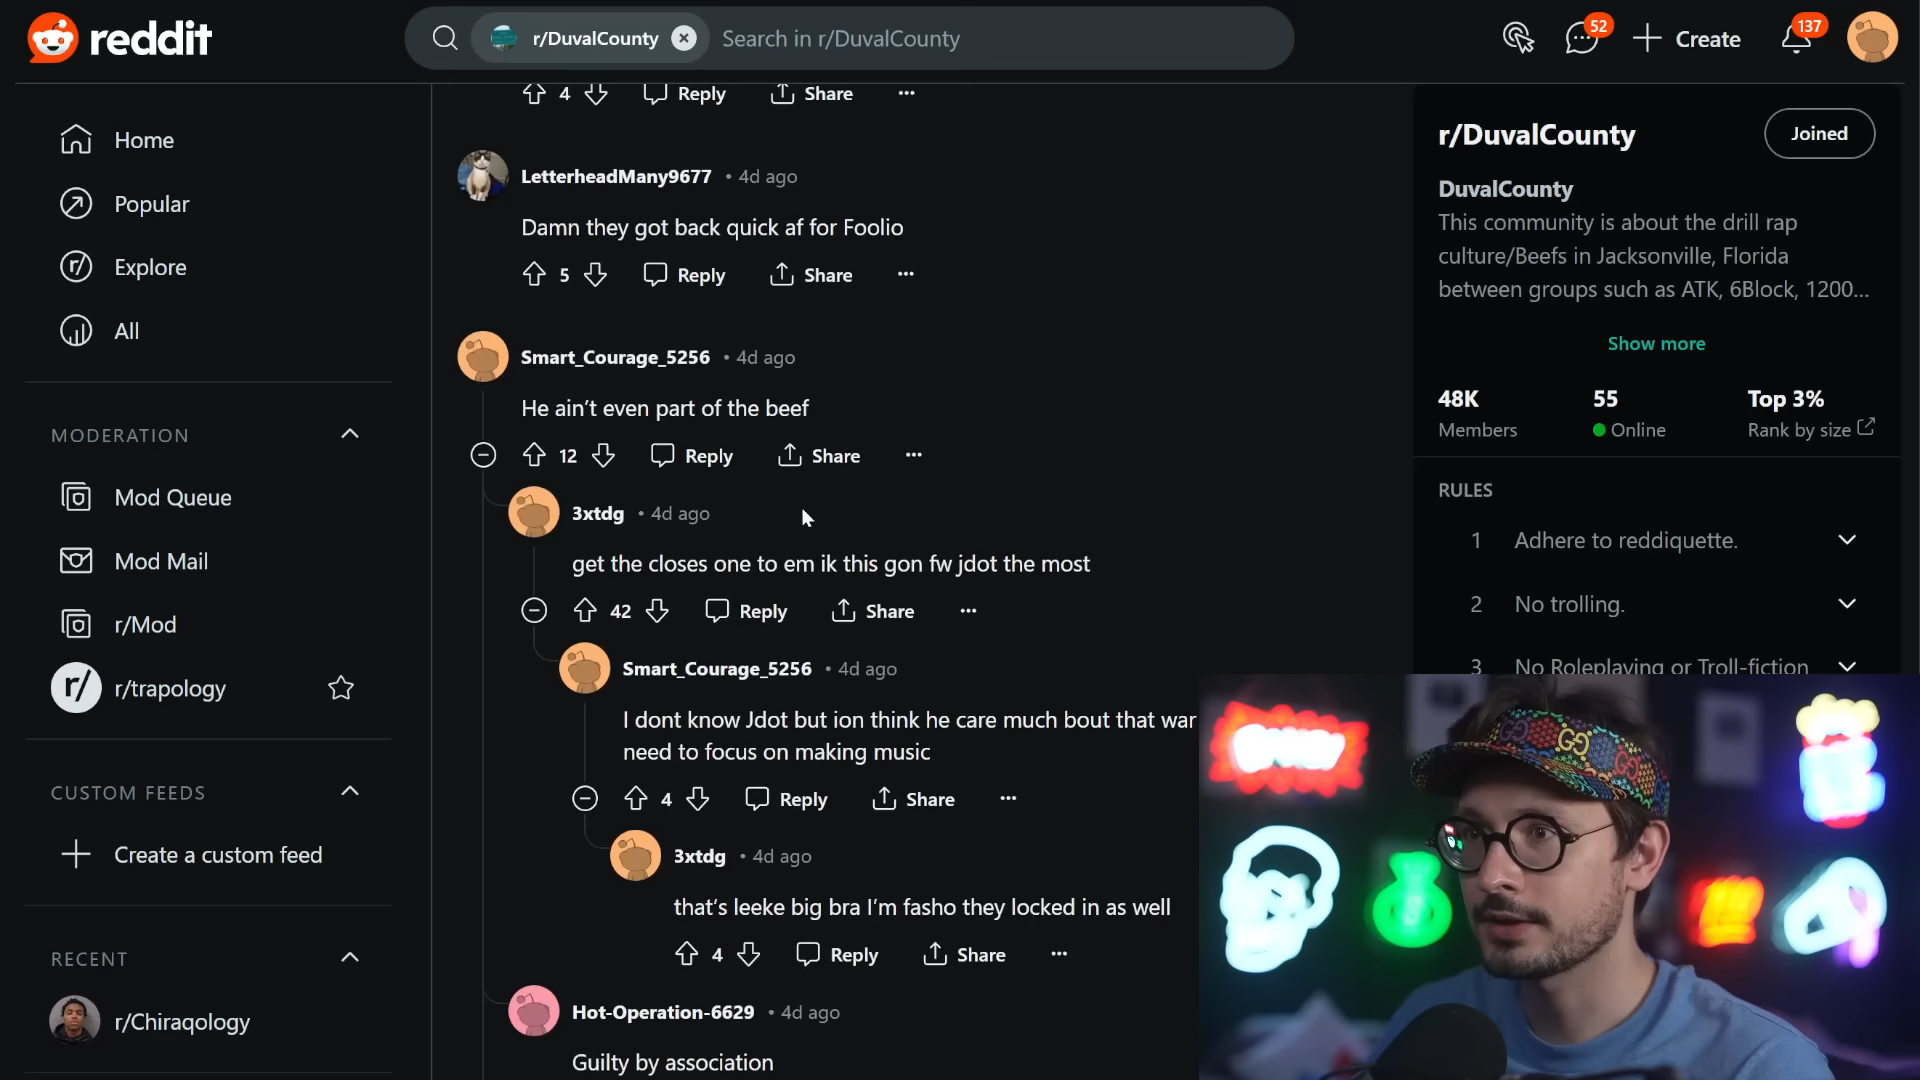 reddit
r/DuvalCounty
Search in r/DuvalCounty
52
Create
137
Home
Popular
Explore
All
MODERATION
Mod Queue
Mod Mail
r/Mod
r/ r/trapology
CUSTOM FEEDS
Create a custom feed
RECENT
r/Chiraqology
4 Reply Share
LetterheadMany9677 • 4d ago
Damn they got back quick af for Foolio
5 Reply Share
Smart_Courage_5256 • 4d ago
He ain't even part of the beef
12 Reply Share
3xtdg • 4d ago
get the closes one to em ik this gon fw jdot the most
42 Reply Share
Smart_Courage_5256 • 4d ago
I dont know Jdot but ion think he care much bout that war
need to focus on making music
4 Reply Share
3xtdg • 4d ago
that's leeke big bra I'm fasho they locked in as well
4 Reply Share
Hot-Operation-6629 • 4d ago
Guilty by association
r/DuvalCounty
Joined
DuvalCounty
This community is about the drill rap
culture/Beefs in Jacksonville, Florida
between groups such as ATK, 6Block, 1200...
Show more
48K 55 Top 3%
Members Online Rank by size
RULES
1 Adhere to reddiquette.
2 No trolling.
3 No Roleplaying or Troll-fiction